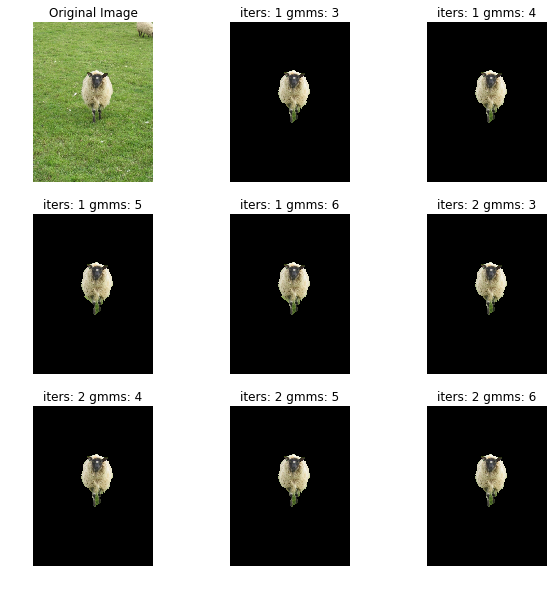 Original Image
iters: 1 gmms: 3
iters: 1 gmms: 4
iters: 1 gmms: 5
iters: 1 gmms: 6
iters: 2 gmms: 3
iters: 2 gmms: 4
iters: 2 gmms: 5
iters: 2 gmms: 6